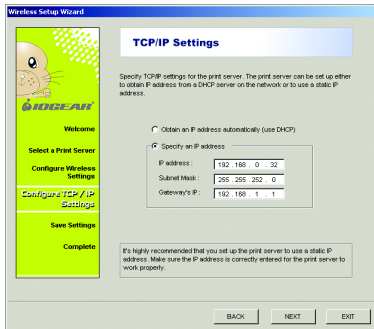 Wireless Setup Wizard
IOGEAR
Welcome
Select a Print Server
Configure Wireless
Settings
Configure TCP / IP
Settings
Save Settings
Complete
TCP/IP Settings
Specify TCP/IP settings for the print server. The print server can be set up either
to obtain IP address from a DHCP server on the network or to use a static IP
address.
Obtain an IP address automatically (use DHCP)
Specify an IP address
IP address :
192 . 168 . 0 . 32
Subnet Mask :
255 . 255 . 252 . 0
Gateway's IP :
192 . 168 . 1 . 1
It's highly recommended that you set up the print server to use a static IP
address. Make sure the IP address is correctly entered for the print server to
work properly.
BACK
NEXT
EXIT